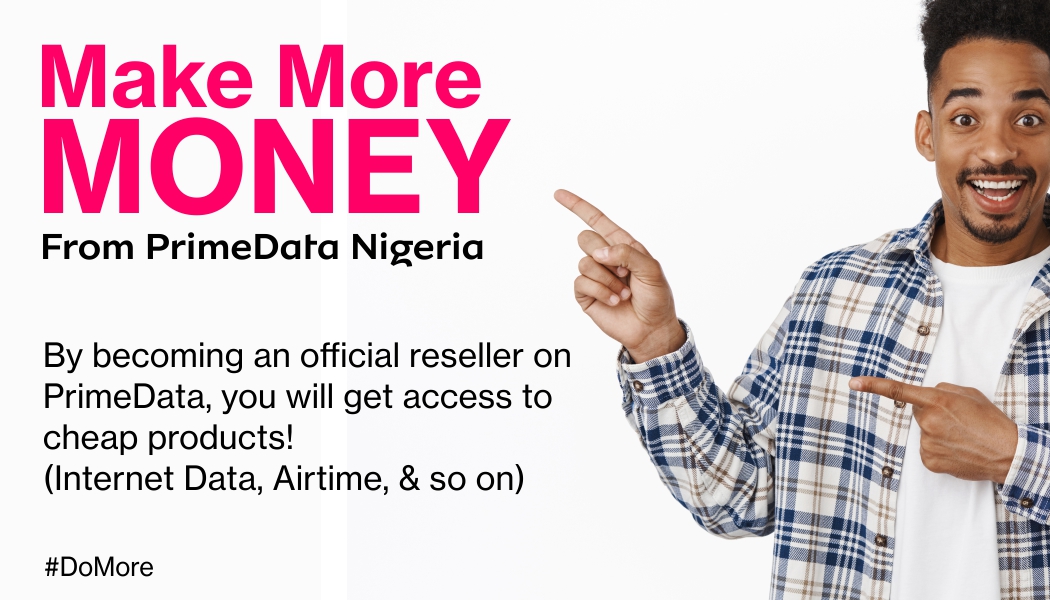 Make More
MONEY
From PrimeData Nigeria
By becoming an official reseller on
PrimeData, you will get access to
cheap products!
(Internet Data, Airtime, & so on)
#DoMore